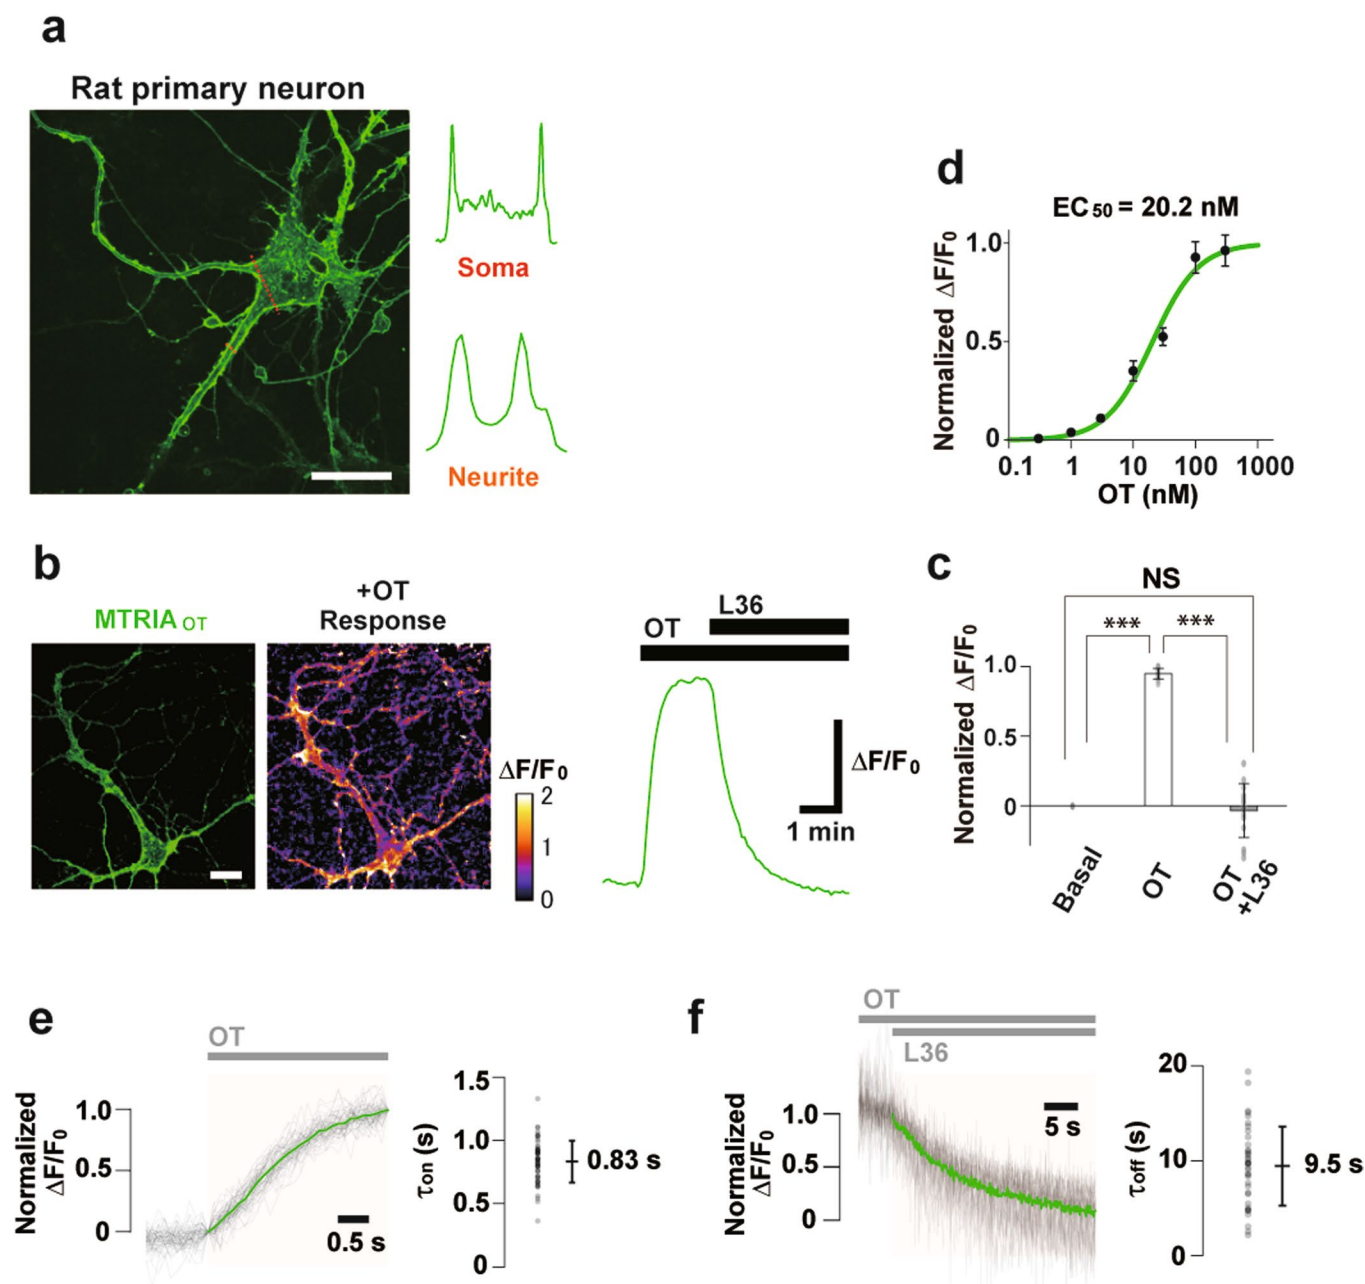 a
Rat primary neuron
Soma
Neurite
d
EC50 = 20.2 nM
Normalized ΔF/F0
1.0
0.5
0
0.1 1 10 100 1000
OT (nM)
b
MTRIA OT
+OT
Response
ΔF/F0
2
1
0
L36
OT
ΔF/F0
1 min
c
NS
*** ***
Normalized ΔF/F0
1.0
0.5
0
Basal
OT
OT
+L36
e
OT
Normalized
ΔF/F0
1.0
0.5
0
0.5 s
τon (s)
1.5
1.0
0.5
0
0.83 s
f
OT
L36
Normalized
ΔF/F0
1.0
0.5
0
5 s
τoff (s)
20
10
0
9.5 s